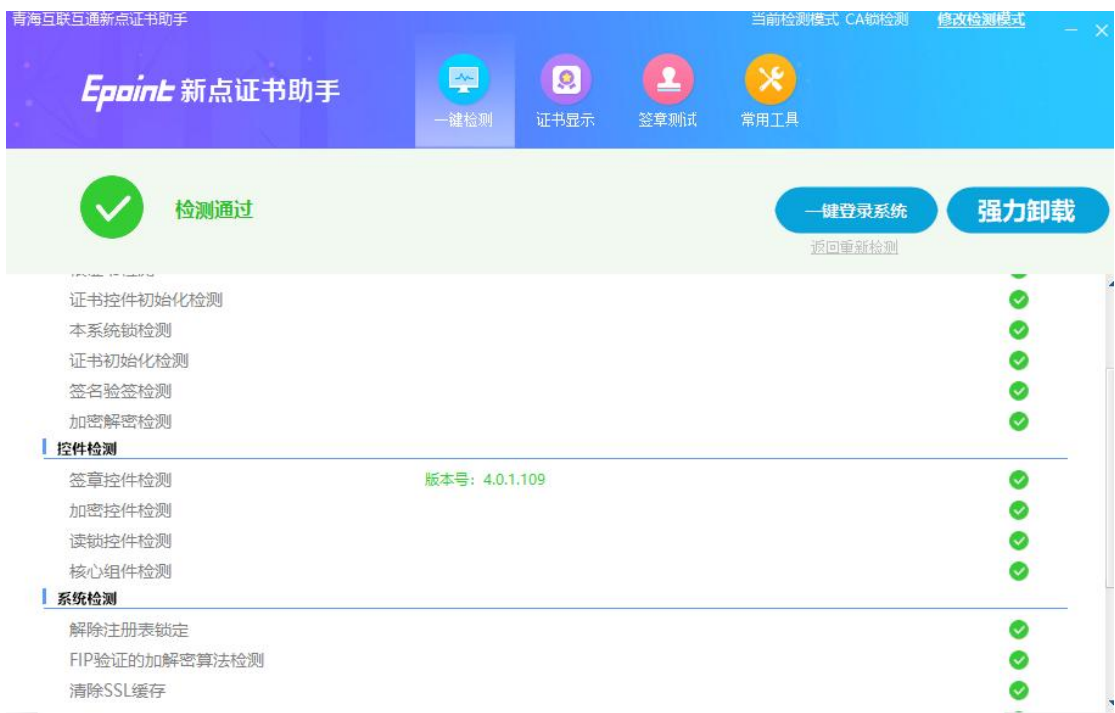 青海互联互通新点证书助手
当前检测模式 CA锁检测 修改检测模式
Epoint 新点证书助手
一键检测 证书显示 签章测试 常用工具
检测通过
一键登录系统 强力卸载
返回重新检测
证书控件初始化检测
本系统锁检测
证书初始化检测
签名验签检测
加密解密检测
控件检测
签章控件检测 版本号：4.0.1.109
加密控件检测
读锁控件检测
核心组件检测
系统检测
解除注册表锁定
FIP验证的加解密算法检测
清除SSL缓存